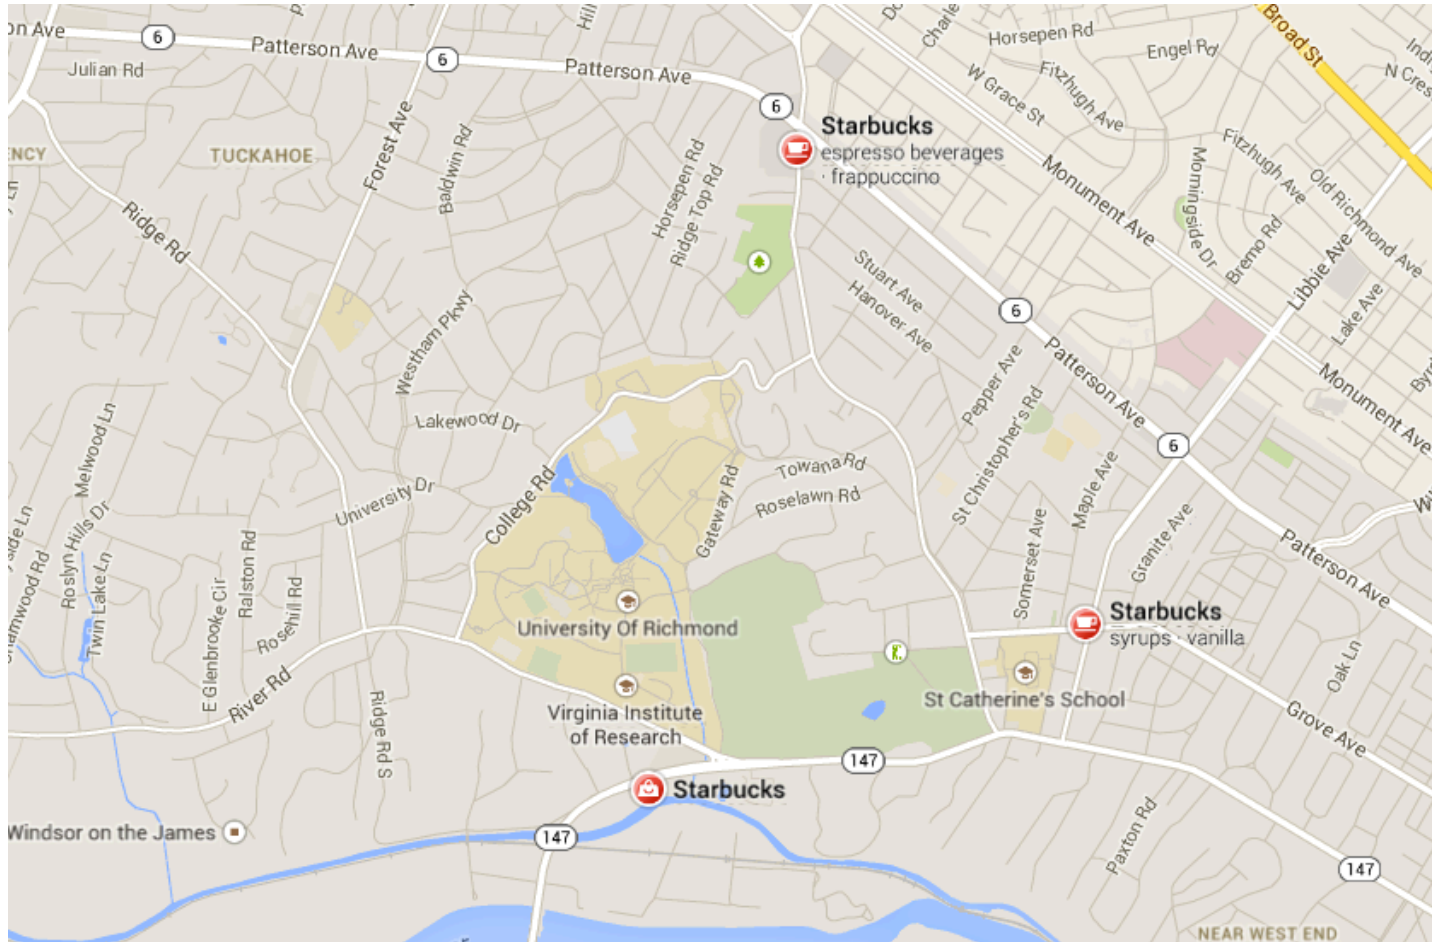 on Ave
6
Patterson Ave
6
Patterson Ave
6
Julian Rd
Forest Ave
Baldwin Rd
TUCKAHOE
ENCY
Ridge Rd
Horsepen Rd
Ridge Top Rd
Starbucks
espresso beverages
· frappuccino
Horsepen Rd
Engel Rd
Broad St
W Grace St
Fitzhugh Ave
N Cres
Monument Ave
Morningside Dr
Fitzhugh Ave
Old Richmond Ave
Bremo Rd
Libbie Ave
Lake Ave
Stuart Ave
Hanover Ave
6
Patterson Ave
Monument Ave
Pepper Ave
St Christopher's Rd
Maple Ave
6
Westham Pkwy
Lakewood Dr
University Dr
College Rd
Gateway Rd
Towana Rd
Roselawn Rd
Somerset Ave
Granite Ave
Patterson Ave
Melwood Ln
Roslyn Hills Dr
Twin Lake Ln
E Glenbrooke Cir
Ralston Rd
Rosehill Rd
River Rd
Ridge Rd S
University Of Richmond
Virginia Institute
of Research
Starbucks
syrups · vanilla
St Catherine's School
Oak Ln
Grove Ave
147
Starbucks
147
Windsor on the James
Paxton Rd
147
NEAR WEST END